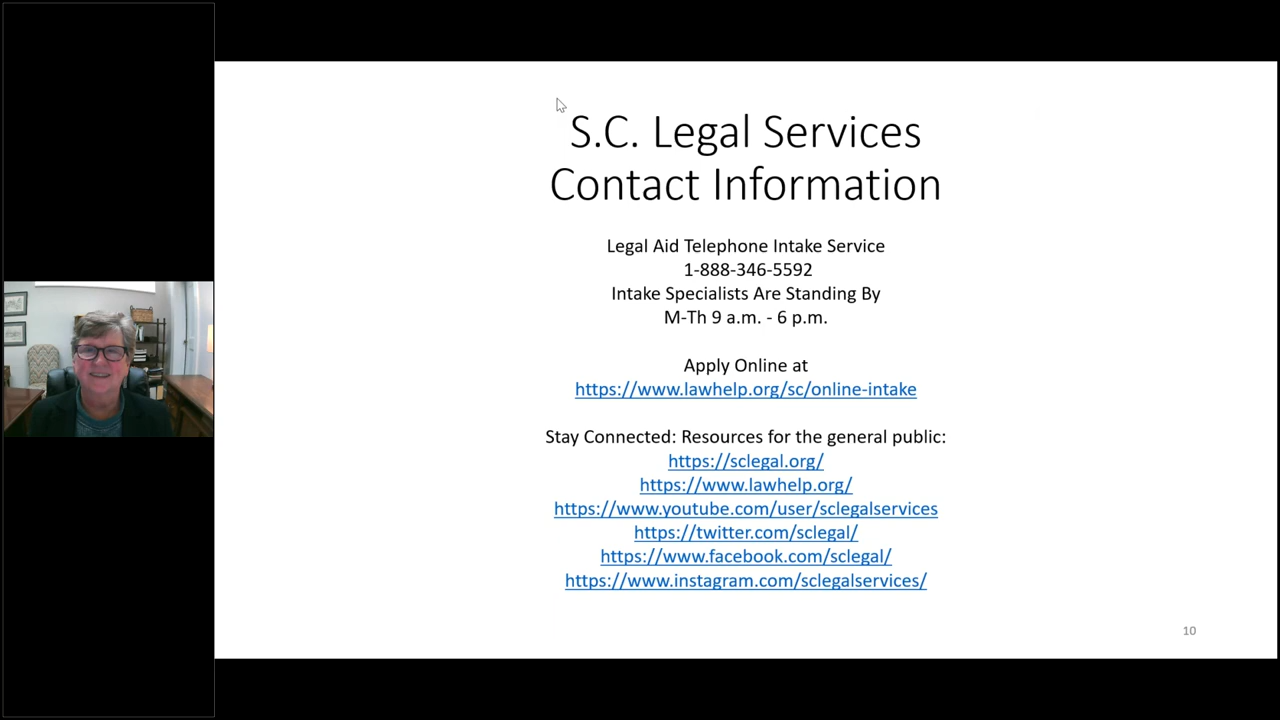 S.C. Legal Services
Contact Information
Legal Aid Telephone Intake Service
1-888-346-5592
Intake Specialists Are Standing By
M-Th 9 a.m. - 6 p.m.
Apply Online at
https://www.lawhelp.org/sc/online-intake
Stay Connected: Resources for the general public:
https://sclegal.org/
https://www.lawhelp.org/
https://www.youtube.com/user/sclegalservices
https://twitter.com/sclegal/
https://www.facebook.com/sclegal/
https://www.instagram.com/sclegalservices/
10